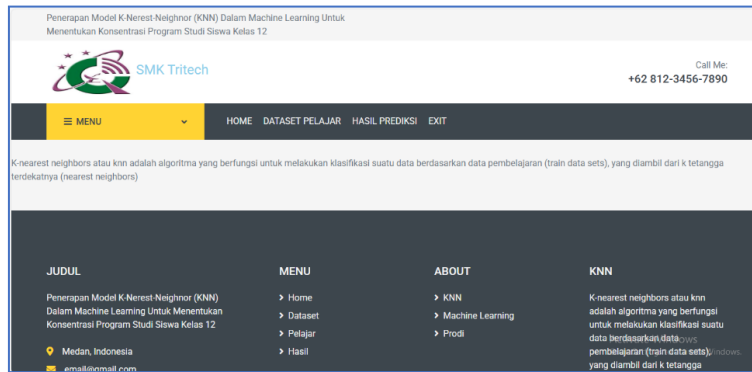 Penerapan Model K-Nerest-Neighnor (KNN) Dalam Machine Learning Untuk
Menentukan Konsentrasi Program Studi Siswa Kelas 12
SMK Tritech
Call Me:
+62 812-3456-7890
MENU
HOME DATASET PELAJAR HASIL PREDIKSI EXIT
K-nearest neighbors atau knn adalah algoritma yang berfungsi untuk melakukan klasifikasi suatu data berdasarkan data pembelajaran (train data sets), yang diambil dari k tetangga
terdekatnya (nearest neighbors)
JUDUL
Penerapan Model K-Nerest-Neighnor (KNN)
Dalam Machine Learning Untuk Menentukan
Konsentrasi Program Studi Siswa Kelas 12
Medan, Indonesia
email@gmail.com
MENU
Home
Dataset
Pelajar
Hasil
ABOUT
KNN
Machine Learning
Prodi
KNN
K-nearest neighbors atau knn
adalah algoritma yang berfungsi
untuk melakukan klasifikasi suatu
data berdasarkan data
pembelajaran (train data sets),
yang diambil dari k tetangga
Windows.